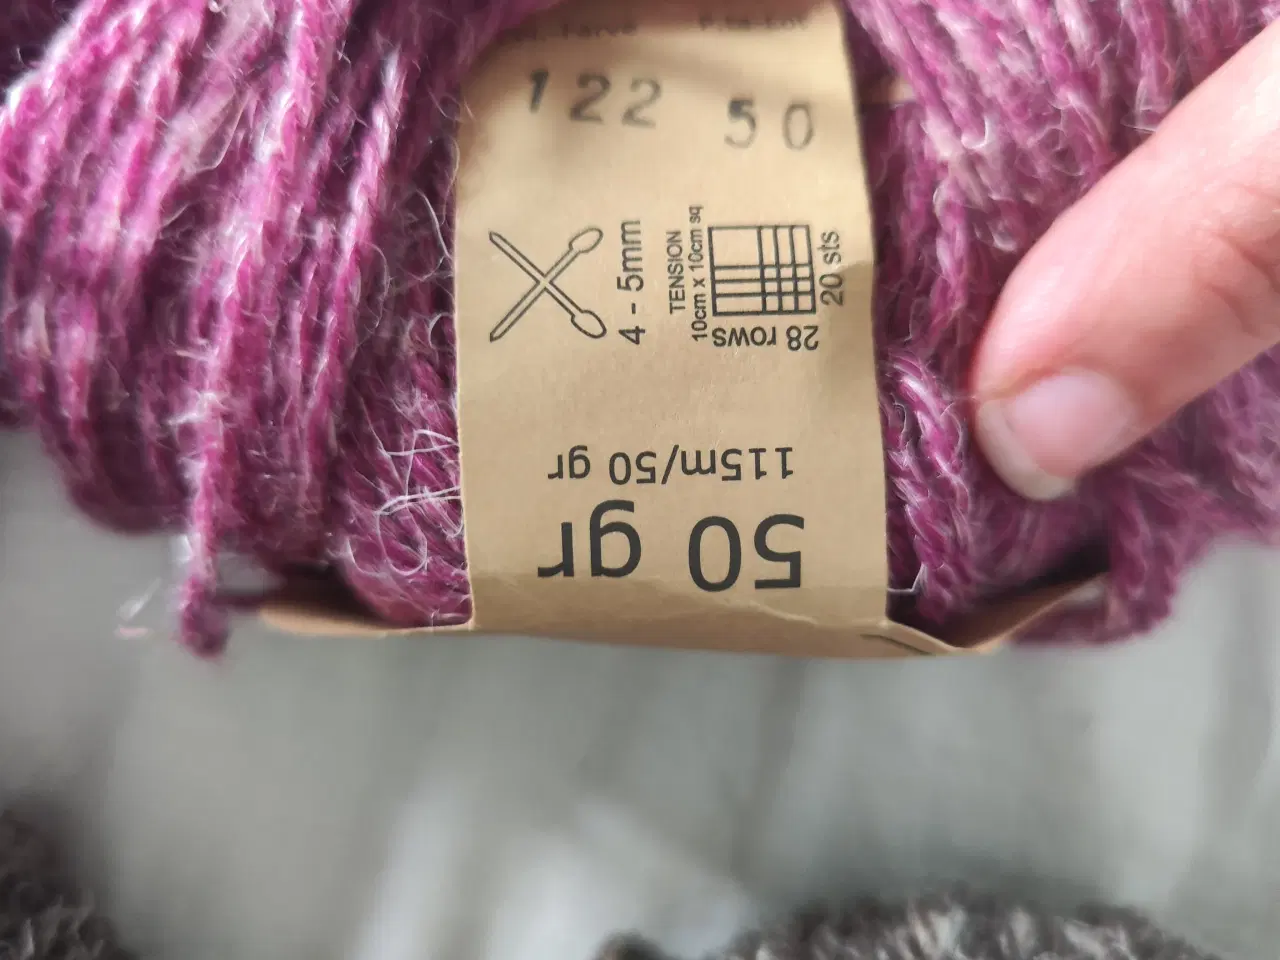 122 50
4 - 5mm
TENSION
10cm x 10cm sq
20 sts
28 rows
115m/50 gr
50 gr